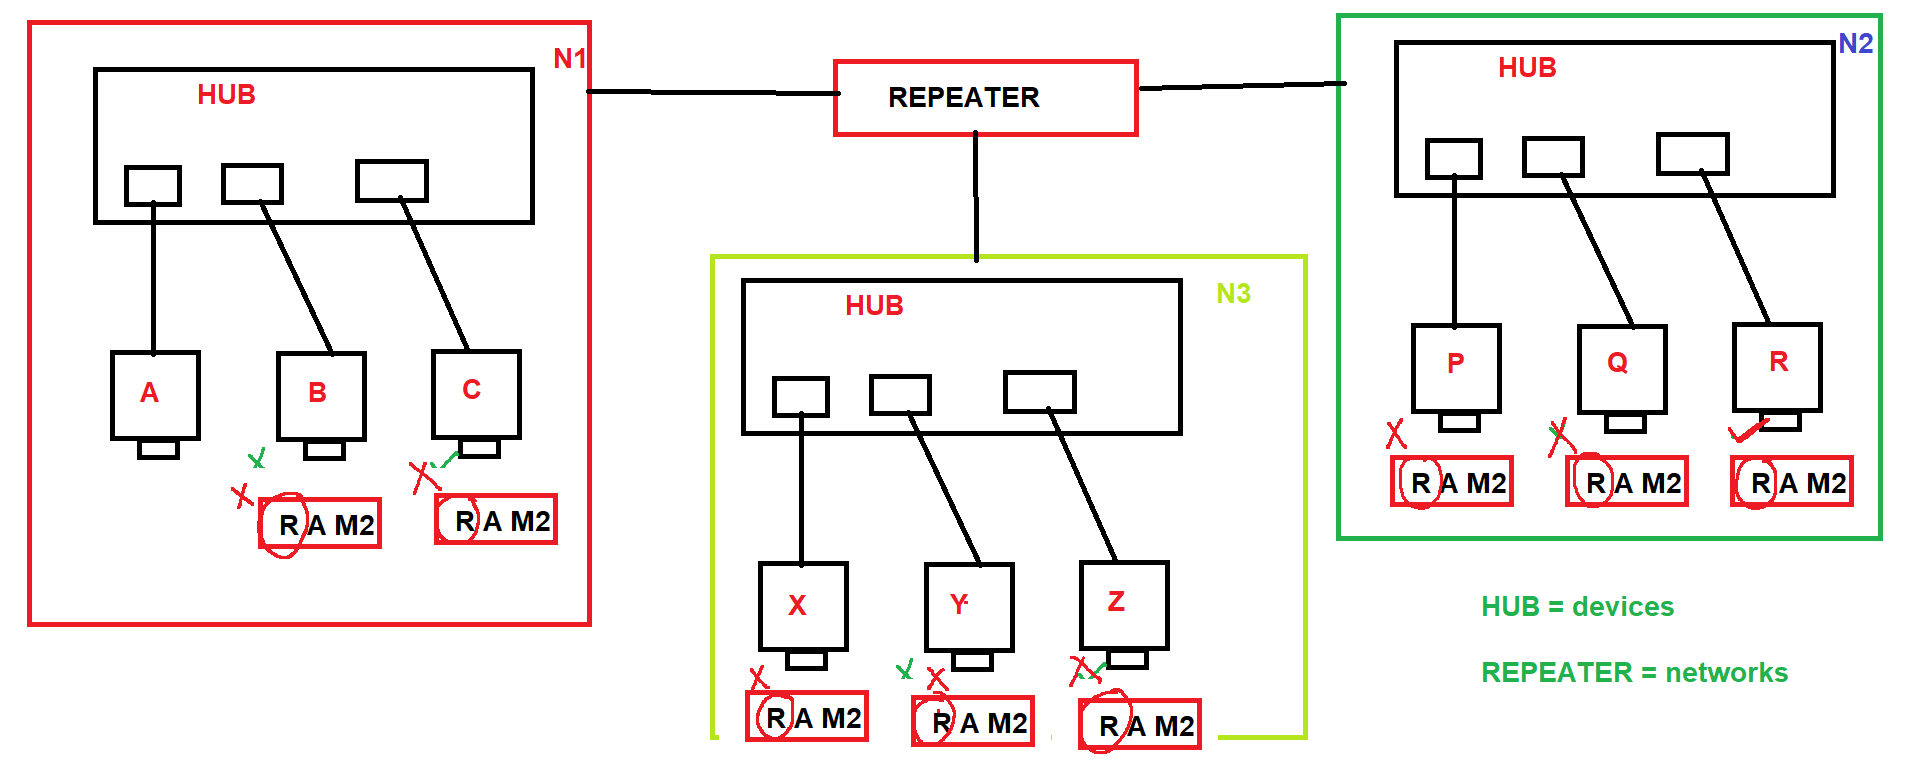 N1
HUB
A
B
C
R A M2
R A M2
REPEATER
N2
HUB
P
Q
R
R A M2
R A M2
R A M2
N3
HUB
X
Y
Z
R A M2
R A M2
R A M2
HUB = devices
REPEATER = networks